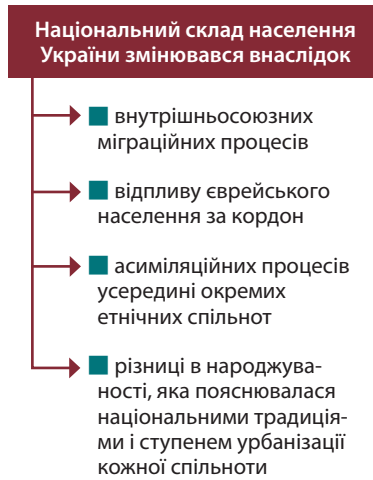 Національний склад населення
України змінювався внаслідок
внутрішньосоюзних
міграційних процесів
відпливу єврейського
населення за кордон
асиміляційних процесів
усередині окремих
етнічних спільнот
різниці в народжува-
ності, яка пояснювалася
національними традиція-
ми і ступенем урбанізації
кожної спільноти